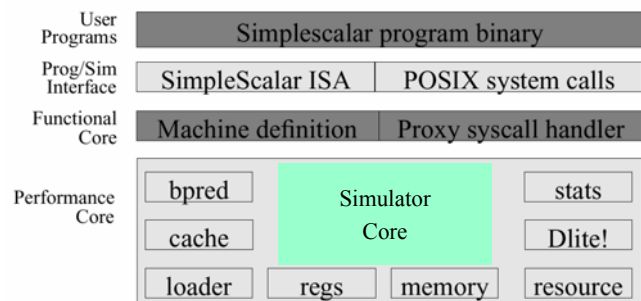 User
Programs
Simplescalar program binary
Prog/Sim
Interface
SimpleScalar ISA
POSIX system calls
Functional
Core
Machine definition
Proxy syscall handler
Performance
Core
bpred
Simulator
Core
stats
cache
Dlite!
loader
regs
memory
resource